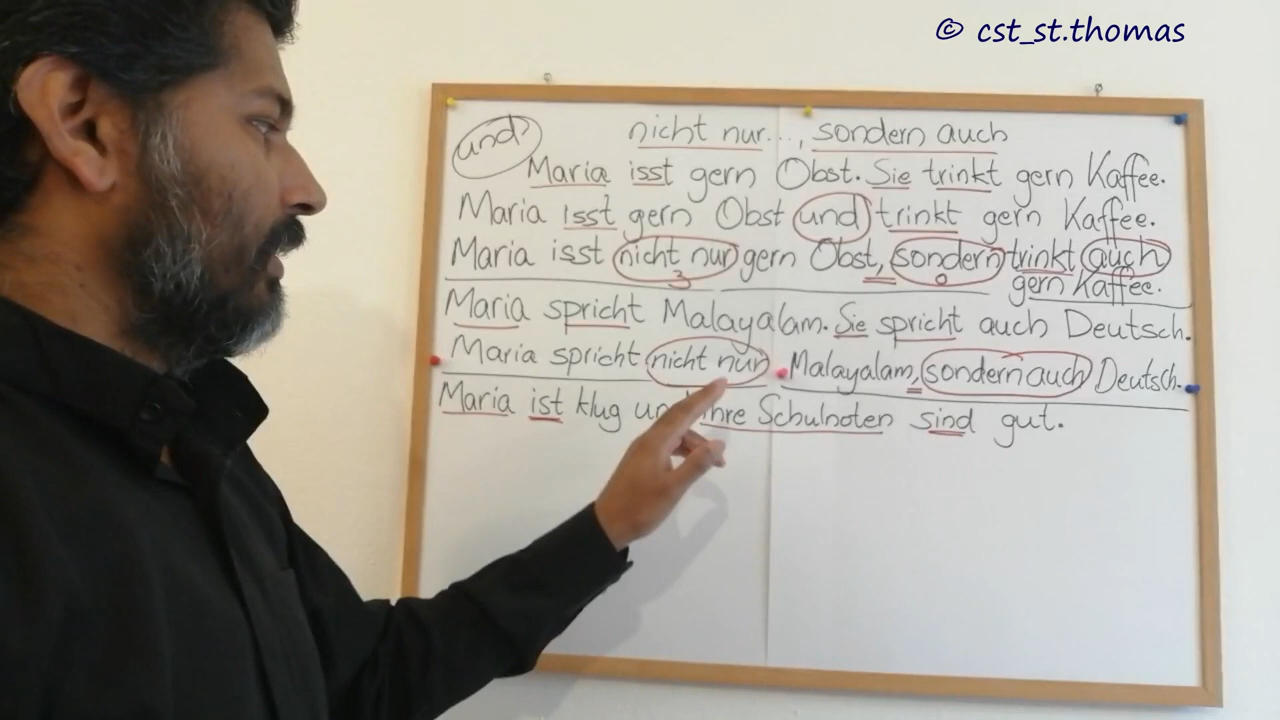 © cst_st.thomas
und nicht nur..., sondern auch
Maria isst gern Obst. Sie trinkt gern Kaffee.
Maria isst gern Obst und trinkt gern Kaffee.
Maria isst nicht nur gern Obst, sondern trinkt auch
3 0 gern Kaffee.
Maria spricht Malayalam. Sie spricht auch Deutsch.
Maria spricht nicht nur Malayalam, sondern auch Deutsch.
Maria ist klug und ihre Schulnoten sind gut.